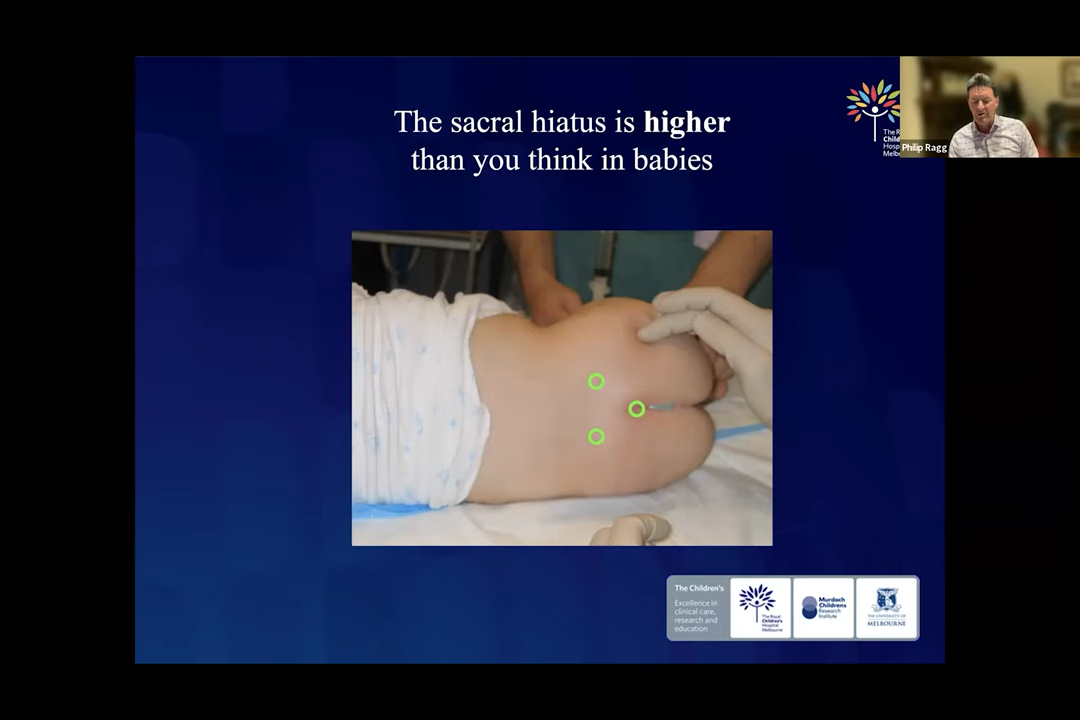 The sacral hiatus is higher
than you think in babies
Philip Ragg
The Children's
Excellence in
clinical care,
research and
education
The Royal
Children's
Hospital
Melbourne
Murdoch
Childrens
Research
Institute
THE UNIVERSITY OF
MELBOURNE